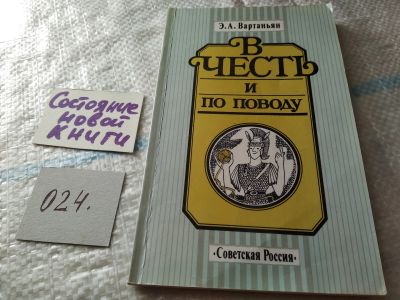 Э.А. Вартаньян
В
ЧЕСТЬ
И
ПО ПОВОДУ
«Советская Россия»
Состояние
новой
книги
024.